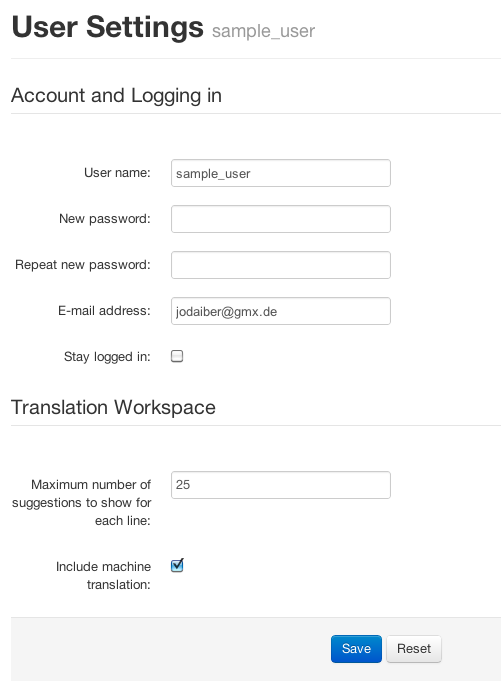 User Settings sample_user
Account and Logging in
User name: sample_user
New password:
Repeat new password:
E-mail address: jodaiber@gmx.de
Stay logged in:
Translation Workspace
Maximum number of 25
suggestions to show for
each line:
Include machine
translation:
Save Reset